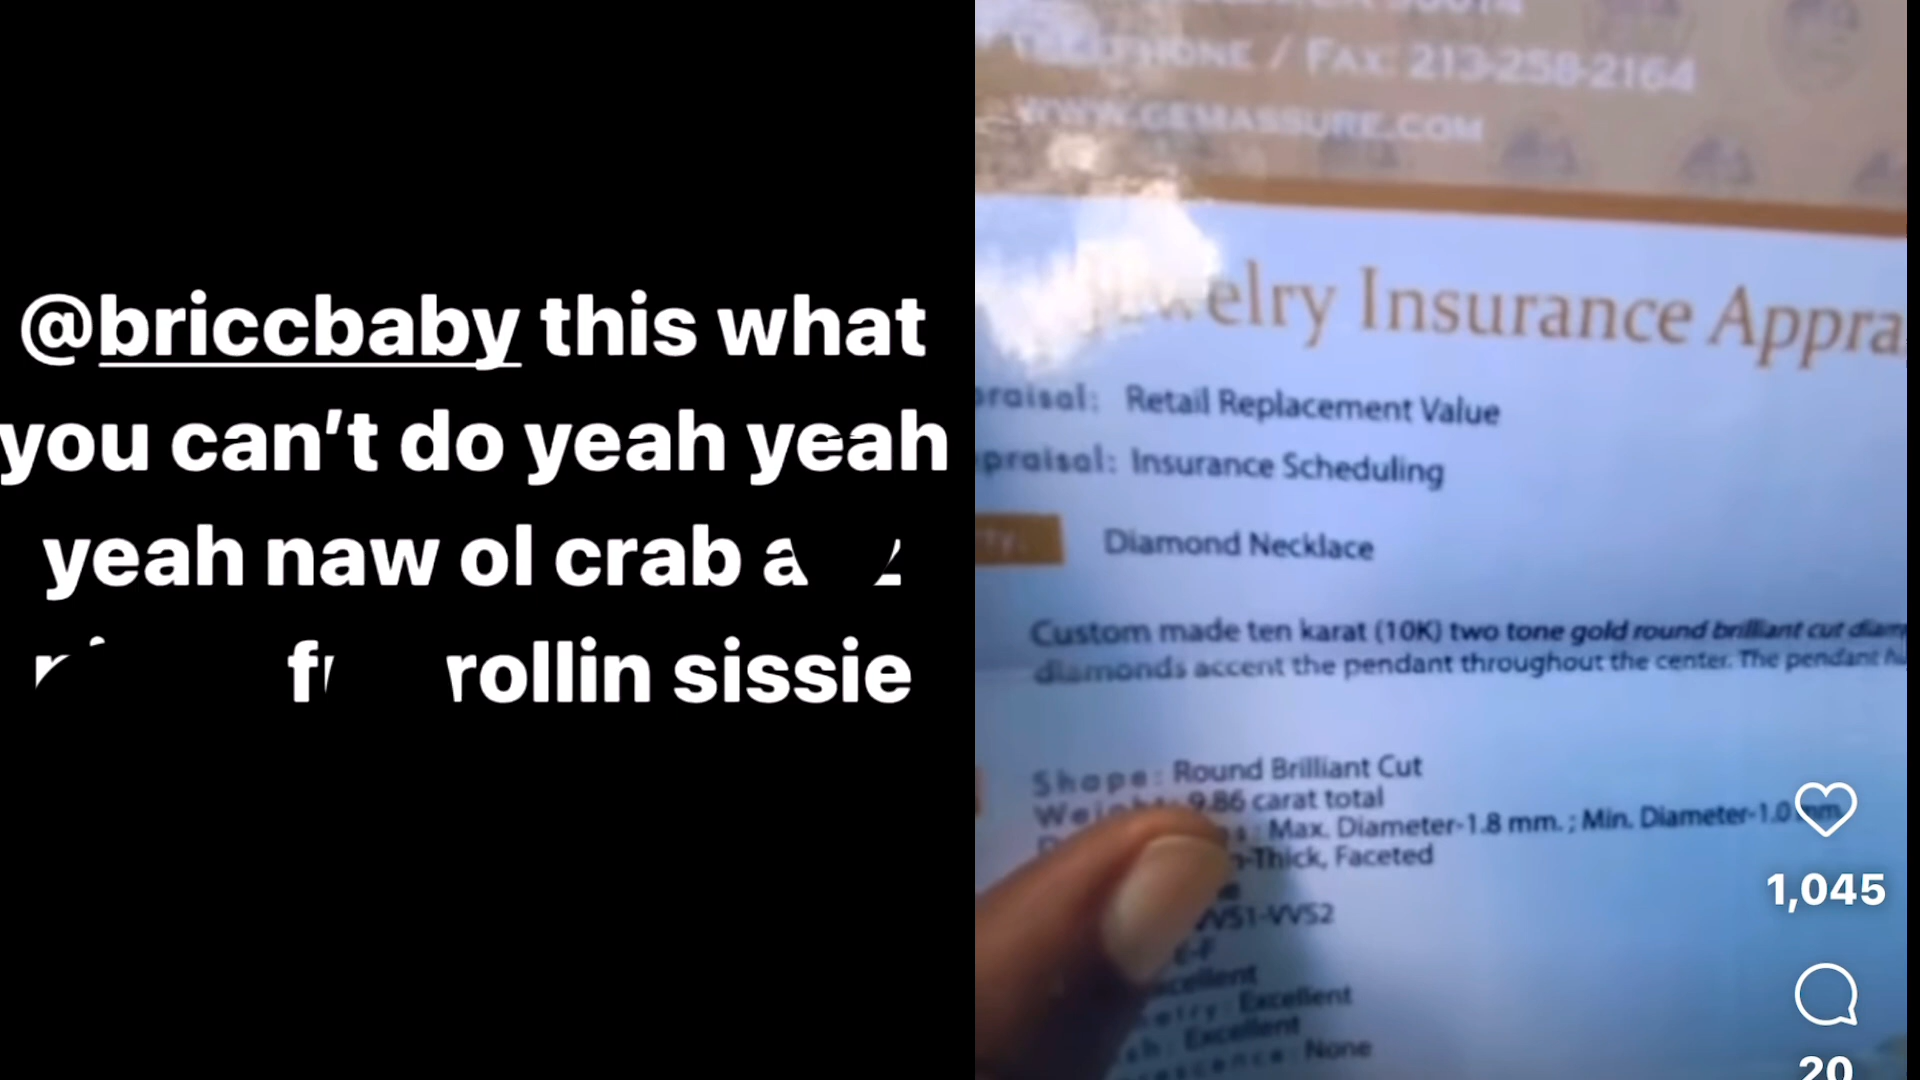 @briccbaby this what
you can't do yeah yeah
yeah naw ol crab
rollin sissie
/ FAX: 213-258-2164
WWW.GEMASSURE.COM
Insurance
Retail Replacement Value
Insurance Scheduling
Diamond Necklace
Custom made ten karat (10K) two tone gold round brilliant cut
diamonds accent the pendant throughout the center. The pendant
Shape: Round Brilliant Cut
9.86 carat total
Max. Diameter-1.8 mm. ; Min. Diameter-1.0 mm.
Thick, Faceted
VVS1-VVS2
E-F
Excellent
Excellent
Excellent
None
1,045
20